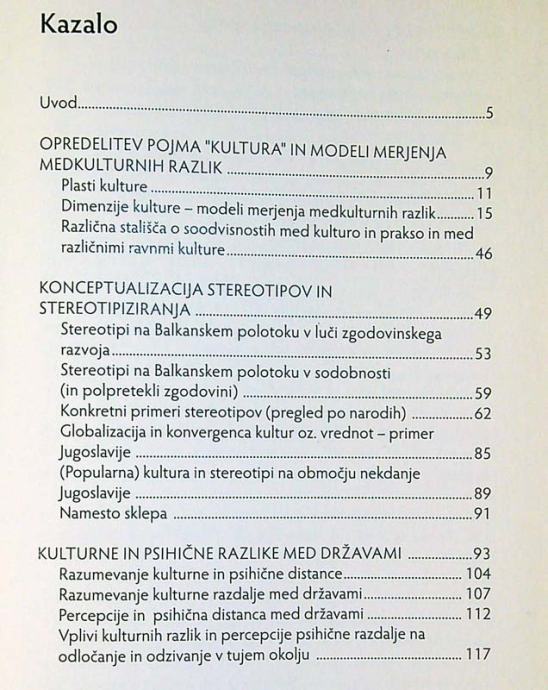 Kazalo
Uvod.....5
OPREDELITEV POJMA "KULTURA" IN MODELI MERJENJA
MEDKULTURNIH RAZLIK .....9
Plasti kulture .....11
Dimenzije kulture – modeli merjenja medkulturnih razlik.....15
Različna stališča o soodvisnostih med kulturo in prakso in med
različnimi ravnmi kulture.....46
KONCEPTUALIZACIJA STEREOTIPOV IN
STEREOTIPIZIRANJA .....49
Stereotipi na Balkanskem polotoku v luči zgodovinskega
razvoja.....53
Stereotipi na Balkanskem polotoku v sodobnosti
(in polpretekli zgodovini) .....59
Konkretni primeri stereotipov (pregled po narodih) .....62
Globalizacija in konvergenca kultur oz. vrednot – primer
Jugoslavije .....85
(Popularna) kultura in stereotipi na območju nekdanje
Jugoslavije .....89
Namesto sklepa .....91
KULTURNE IN PSIHIČNE RAZLIKE MED DRŽAVAMI .....93
Razumevanje kulturne in psihične distance..... 104
Razumevanje kulturne razdalje med državami ..... 107
Percepcije in psihična distanca med državami ..... 112
Vplivi kulturnih razlik in percepcije psihične razdalje na
odločanje in odzivanje v tujem okolju ..... 117